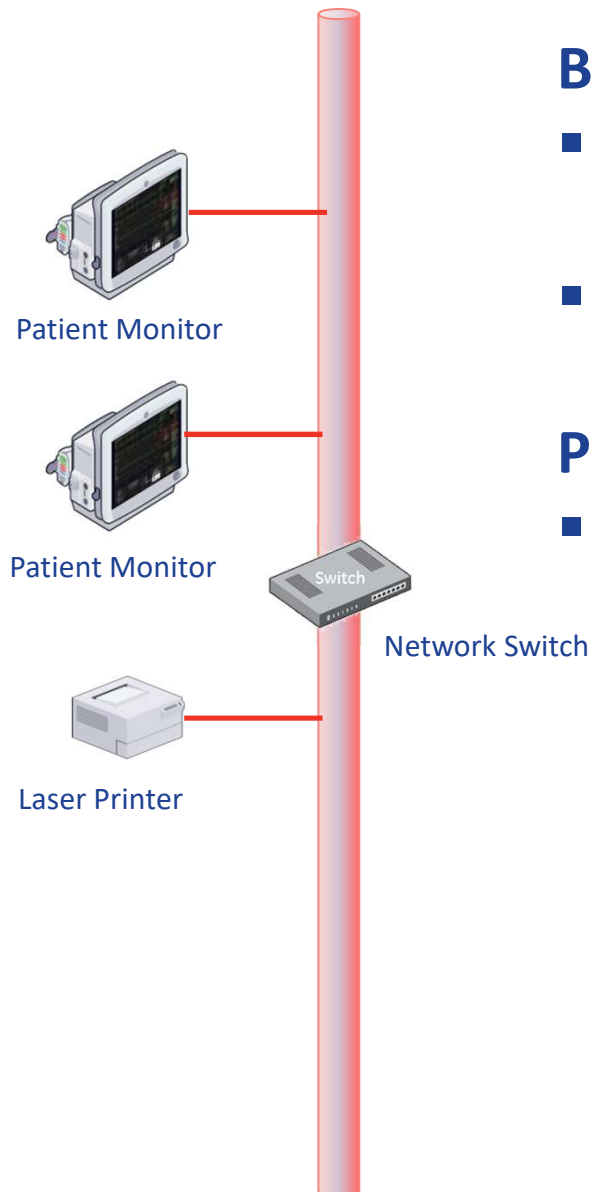 B
Patient Monitor
P
Patient Monitor
Switch
Network Switch
Laser Printer